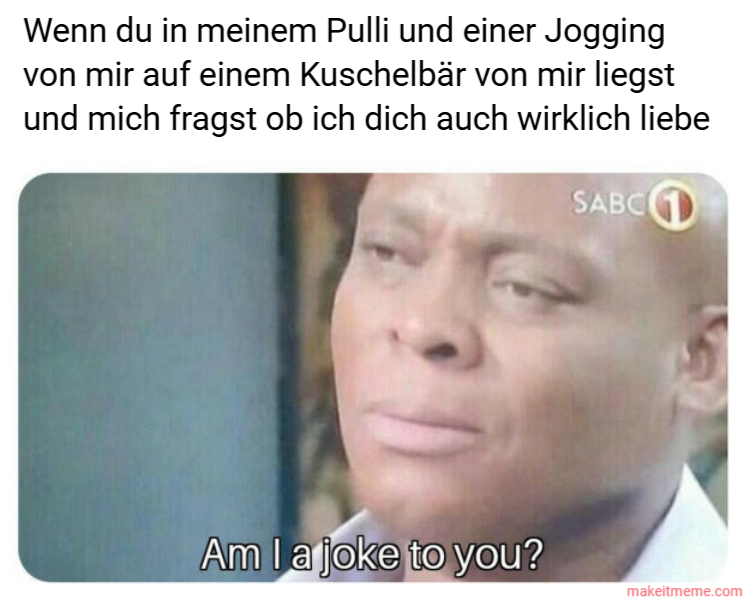 Wenn du in meinem Pulli und einer Jogging
von mir auf einem Kuschelbär von mir liegst
und mich fragst ob ich dich auch wirklich liebe
SABC 1
Am I a joke to you?
makeitmeme.com